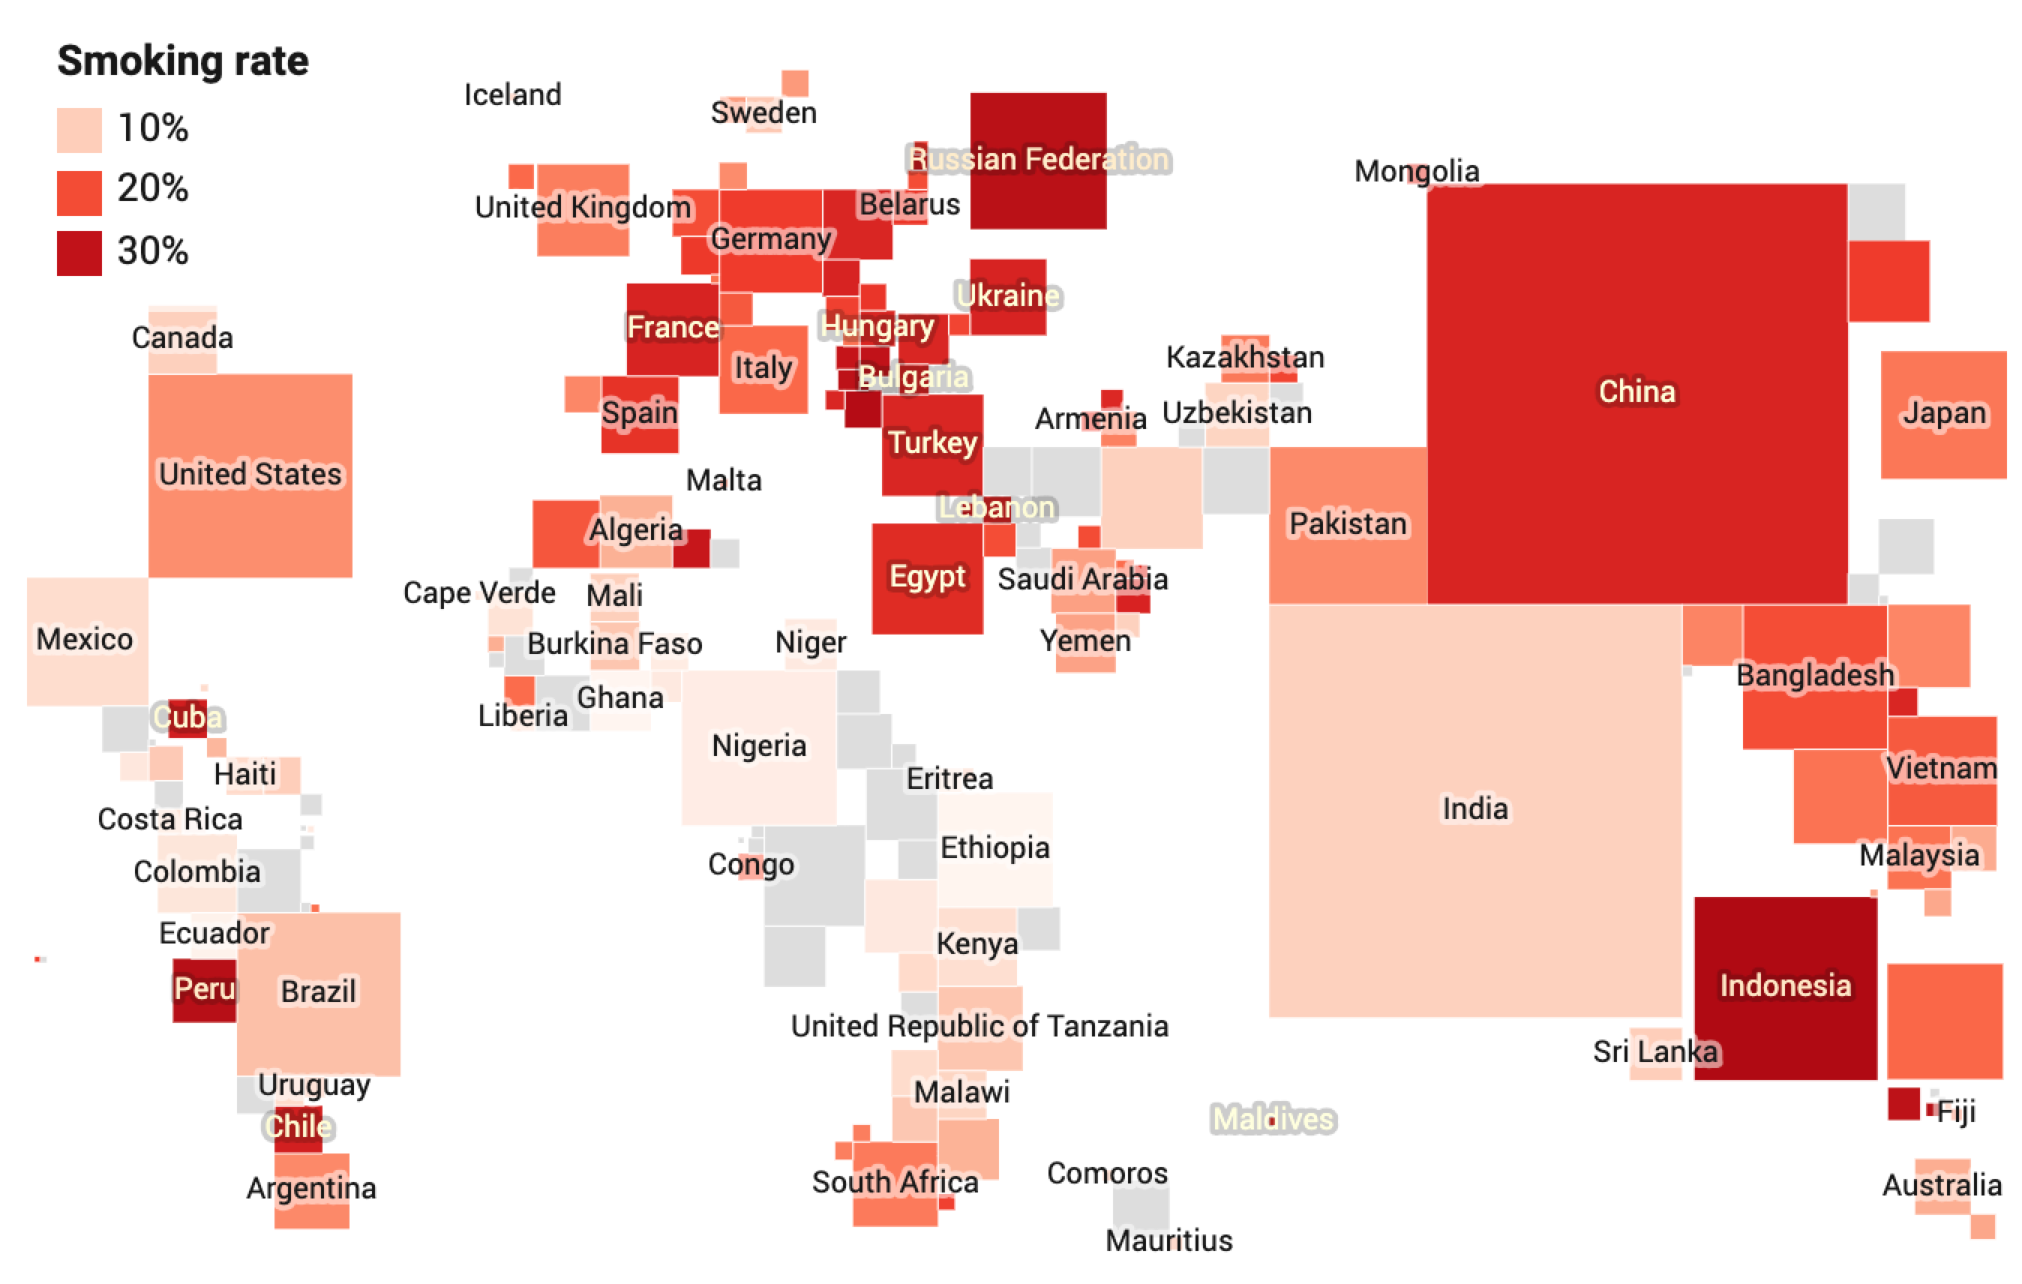 Smoking rate
10%
20%
30%
Iceland
Sweden
Russian Federation
Mongolia
United Kingdom
Belarus
Germany
Ukraine
France
Hungary
Canada
Italy
Kazakhstan
Bulgaria
China
Spain
Armenia
Uzbekistan
Japan
Turkey
United States
Malta
Lebanon
Algeria
Pakistan
Egypt
Saudi Arabia
Cape Verde
Mali
Mexico
Burkina Faso
Niger
Yemen
Bangladesh
Ghana
Cuba
Liberia
Nigeria
Vietnam
Haiti
Eritrea
India
Costa Rica
Ethiopia
Malaysia
Colombia
Congo
Ecuador
Kenya
Peru
Brazil
Indonesia
United Republic of Tanzania
Sri Lanka
Uruguay
Malawi
Chile
Maldives
Fiji
Comoros
Argentina
South Africa
Australia
Mauritius